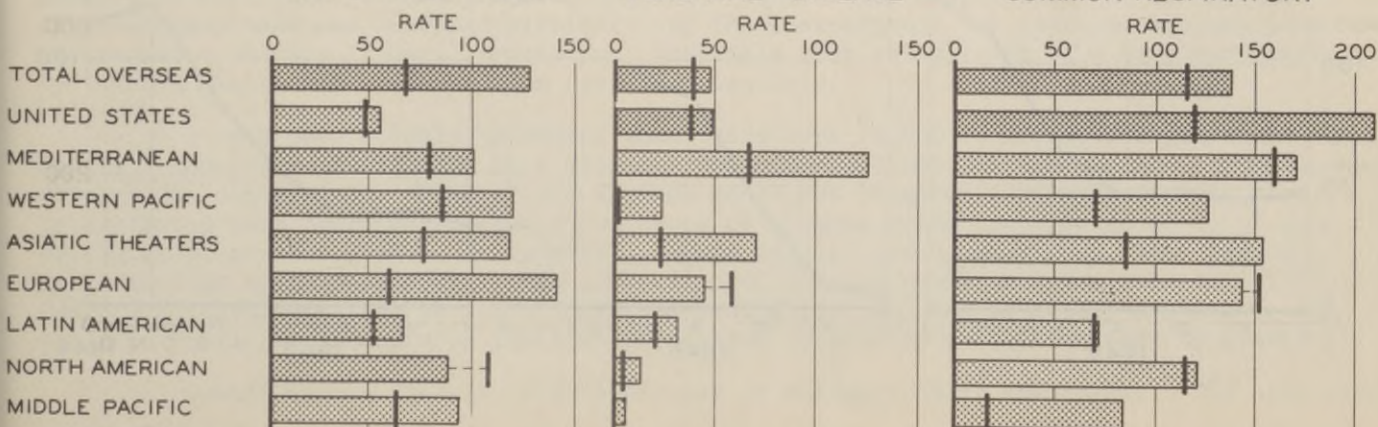 RATE RATE RATE
0 50 100 150 0 50 100 150 0 50 100 150 200
TOTAL OVERSEAS
UNITED STATES
MEDITERRANEAN
WESTERN PACIFIC
ASIATIC THEATERS
EUROPEAN
LATIN AMERICAN
NORTH AMERICAN
MIDDLE PACIFIC